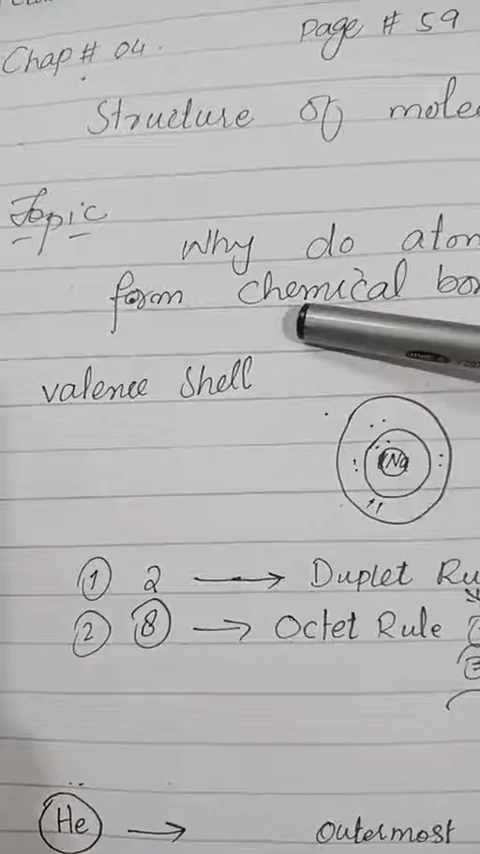 Chap # 04.
Page # 59
Structure of mole
Topic
Why do atom
form chemical bo
valence shell
Na
① 2 → Duplet Ru
② ⑧ → Octet Rule
He → outermost